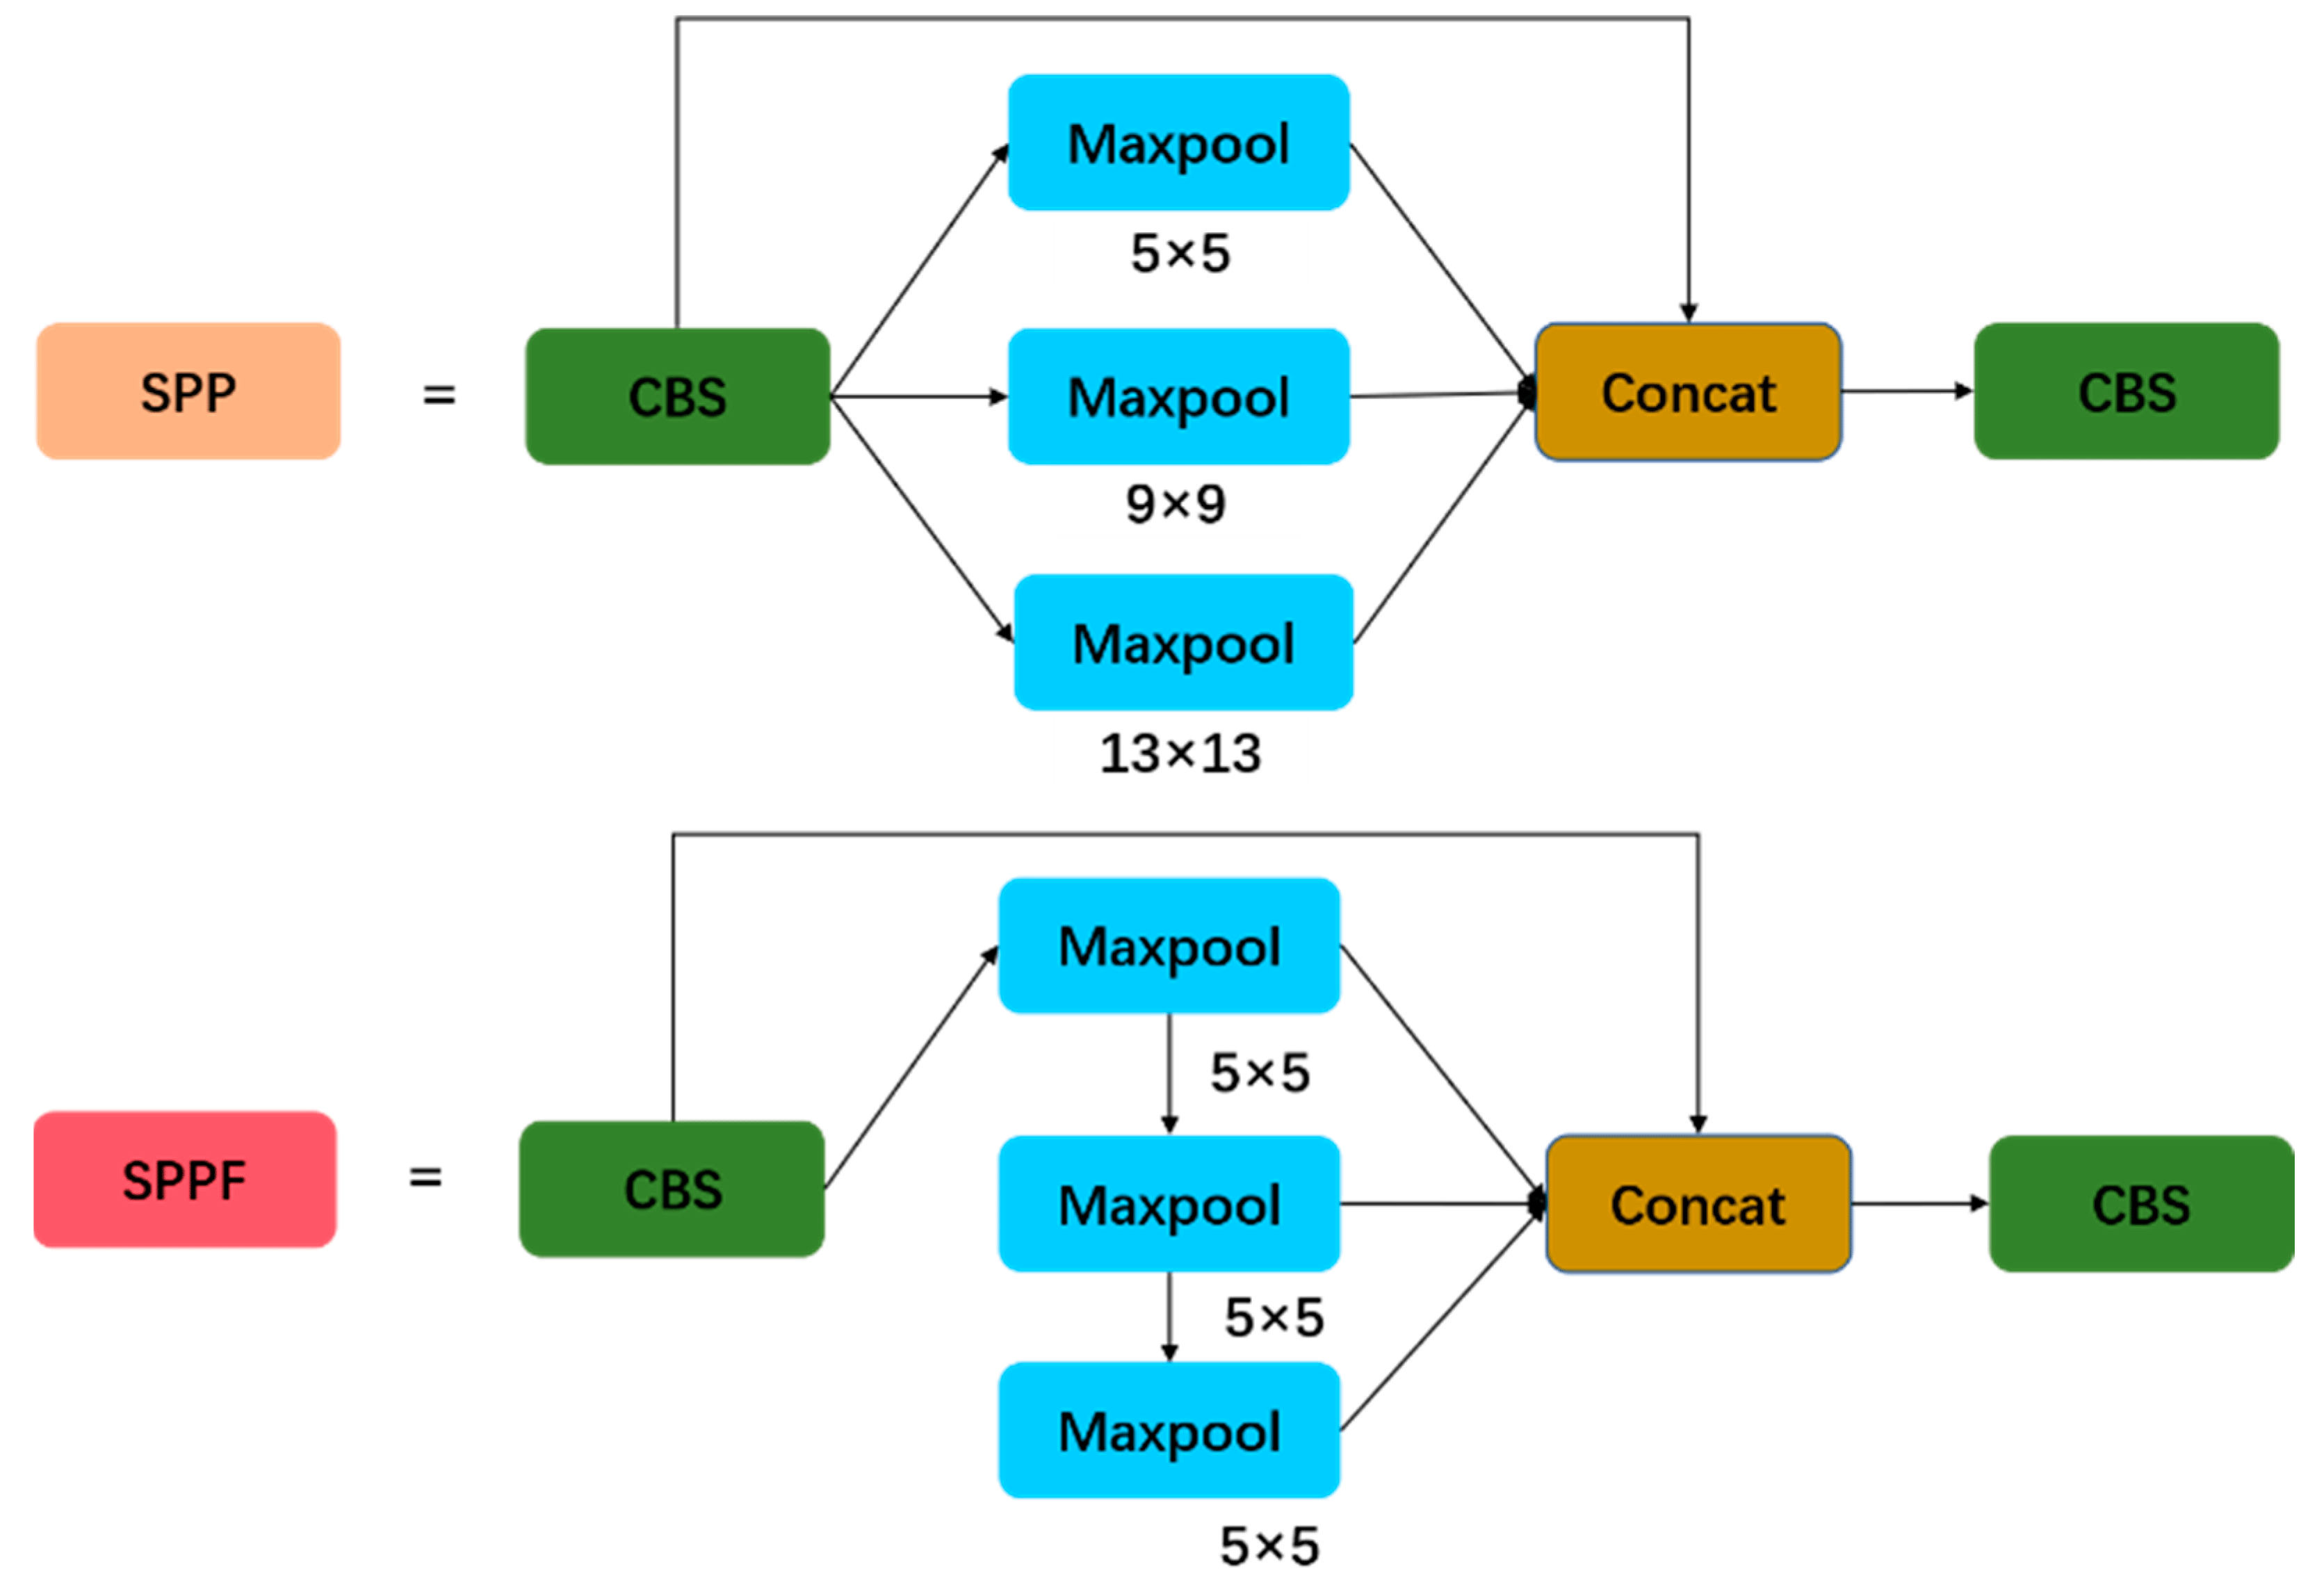 Maxpool
5×5
SPP = CBS Maxpool Concat CBS
9×9
Maxpool
13×13
Maxpool
5×5
SPPF = CBS Maxpool Concat CBS
5×5
Maxpool
5×5